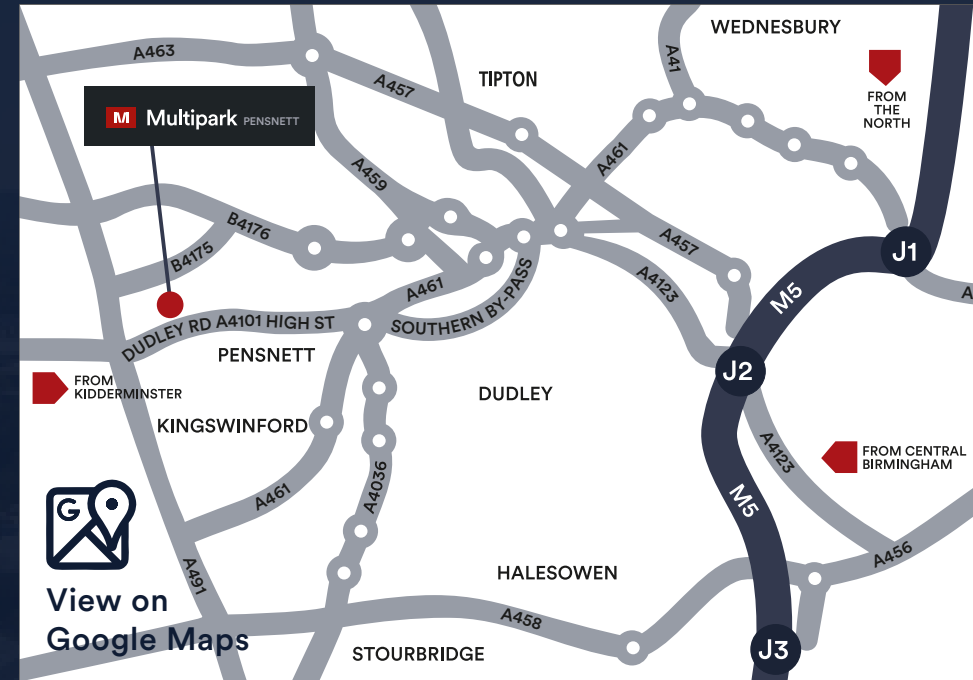 WEDNESBURY
A463
A41
TIPTON
A457
FROM
THE
NORTH
M Multipark PENSNETT
A461
A459
B4176
A457
B4175
J1
A4123
A461
SOUTHERN BY-PASS
M5
A
DUDLEY RD A4101 HIGH ST
PENSNETT
J2
FROM
KIDDERMINSTER
DUDLEY
KINGSWINFORD
A4123
FROM CENTRAL
BIRMINGHAM
A461
A4036
M5
G
A491
HALESOWEN
A456
View on
Google Maps
A458
STOURBRIDGE
J3